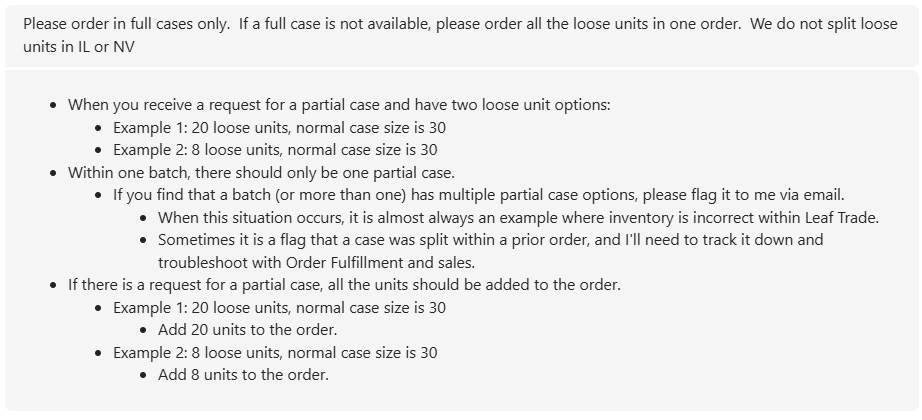 Please order in full cases only.  If a full case is not available, please order all the loose units in one order.  We do not split loose
units in IL or NV
• When you receive a request for a partial case and have two loose unit options:
• Example 1: 20 loose units, normal case size is 30
• Example 2: 8 loose units, normal case size is 30
• Within one batch, there should only be one partial case.
• If you find that a batch (or more than one) has multiple partial case options, please flag it to me via email.
• When this situation occurs, it is almost always an example where inventory is incorrect within Leaf Trade.
• Sometimes it is a flag that a case was split within a prior order, and I'll need to track it down and
troubleshoot with Order Fulfillment and sales.
• If there is a request for a partial case, all the units should be added to the order.
• Example 1: 20 loose units, normal case size is 30
• Add 20 units to the order.
• Example 2: 8 loose units, normal case size is 30
• Add 8 units to the order.